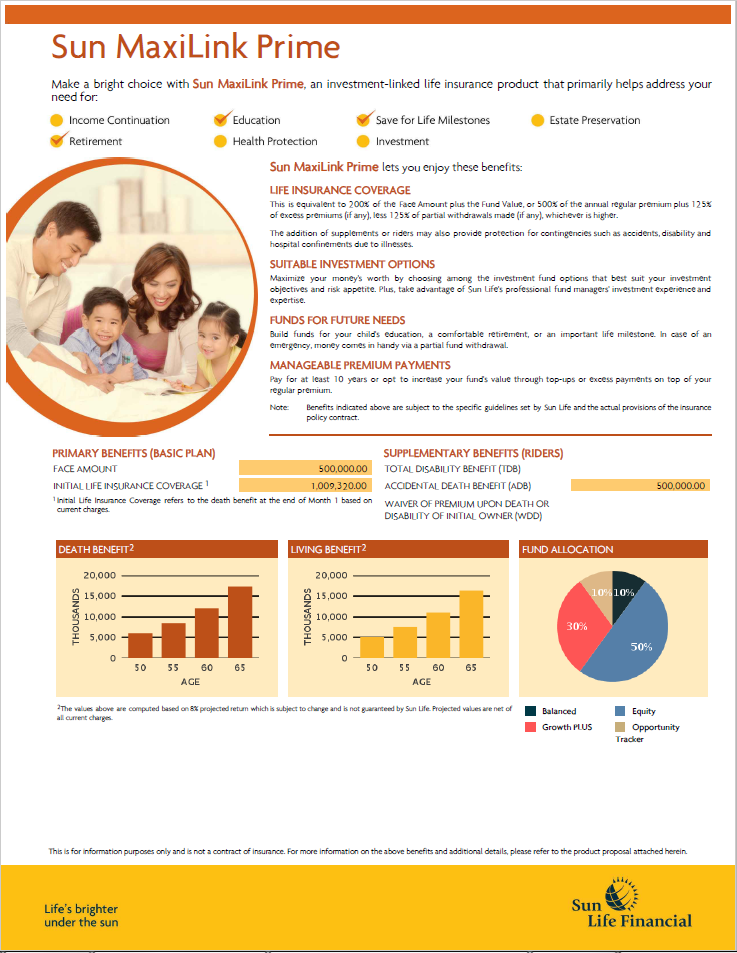 Sun MaxiLink Prime
Make a bright choice with Sun MaxiLink Prime, an investment-linked life insurance product that primarily helps address your
need for:
Income Continuation
Education
Save for Life Milestones
Estate Preservation
Retirement
Health Protection
Investment
Sun MaxiLink Prime lets you enjoy these benefits:
LIFE INSURANCE COVERAGE
This is equivalent to 200% of the Face Amount plus the Fund Value, or 500% of the annual regular premium plus 125%
of excess premiums (if any), less 125% of partial withdrawals made (if any), whichever is higher.
The addition of supplements or riders may also provide protection for contingencies such as accidents, disability and
hospital confinements due to illnesses.
SUITABLE INVESTMENT OPTIONS
Maximize your money's worth by choosing among the investment fund options that best suit your investment
objectives and risk appetite. Plus, take advantage of Sun Life's professional fund managers' investment experience and
expertise.
FUNDS FOR FUTURE NEEDS
Build funds for your child's education, a comfortable retirement, or an important life milestone. In case of an
emergency, money comes in handy via a partial fund withdrawal.
MANAGEABLE PREMIUM PAYMENTS
Pay for at least 10 years or opt to increase your fund's value through top-ups or excess payments on top of your
regular premium.
Note: Benefits indicated above are subject to the specific guidelines set by Sun Life and the actual provisions of the insurance
policy contract.
PRIMARY BENEFITS (BASIC PLAN)
FACE AMOUNT 500,000.00
INITIAL LIFE INSURANCE COVERAGE 1 1,009,320.00
1 Initial Life Insurance Coverage refers to the death benefit at the end of Month 1 based on
current charges.
SUPPLEMENTARY BENEFITS (RIDERS)
TOTAL DISABILITY BENEFIT (TDB)
ACCIDENTAL DEATH BENEFIT (ADB) 500,000.00
WAIVER OF PREMIUM UPON DEATH OR
DISABILITY OF INITIAL OWNER (WDD)
DEATH BENEFIT2
THOUSANDS
20,000
15,000
10,000
5,000
0
50 55 60 65
AGE
LIVING BENEFIT2
THOUSANDS
20,000
15,000
10,000
5,000
0
50 55 60 65
AGE
FUND ALLOCATION
10% 10%
30%
50%
2The values above are computed based on 8% projected return which is subject to change and is not guaranteed by Sun Life. Projected values are net of
all current charges.
Balanced
Equity
Growth PLUS
Opportunity
Tracker
This is for information purposes only and is not a contract of insurance. For more information on the above benefits and additional details, please refer to the product proposal attached herein.
Life's brighter
under the sun
Sun
Life Financial